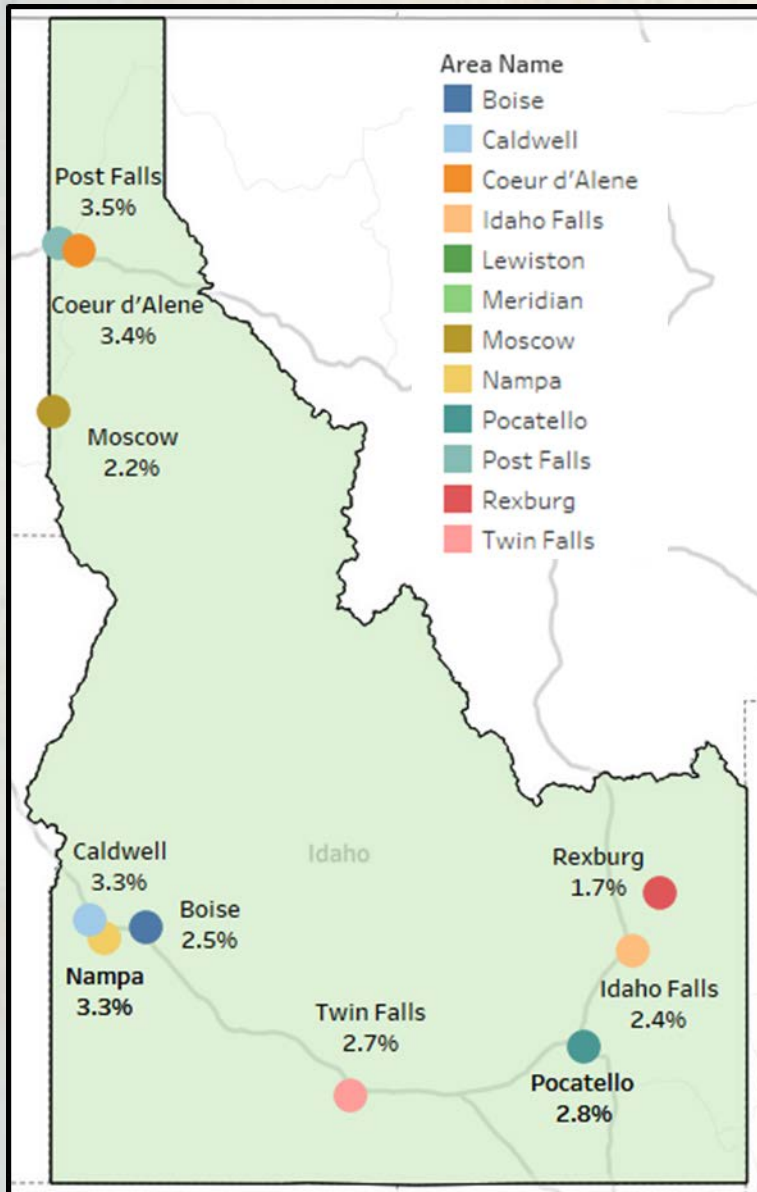 Area Name
Boise
Caldwell
Coeur d'Alene
Idaho Falls
Lewiston
Meridian
Moscow
Nampa
Pocatello
Post Falls
Rexburg
Twin Falls
Post Falls
3.5%
Coeur d'Alene
3.4%
Moscow
2.2%
Idaho
Caldwell
3.3%
Boise
2.5%
Nampa
3.3%
Rexburg
1.7%
Idaho Falls
2.4%
Twin Falls
2.7%
Pocatello
2.8%